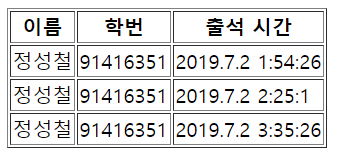 이름 학번 출석 시간
정성철 91416351 2019.7.2 1:54:26
정성철 91416351 2019.7.2 2:25:1
정성철 91416351 2019.7.2 3:35:26